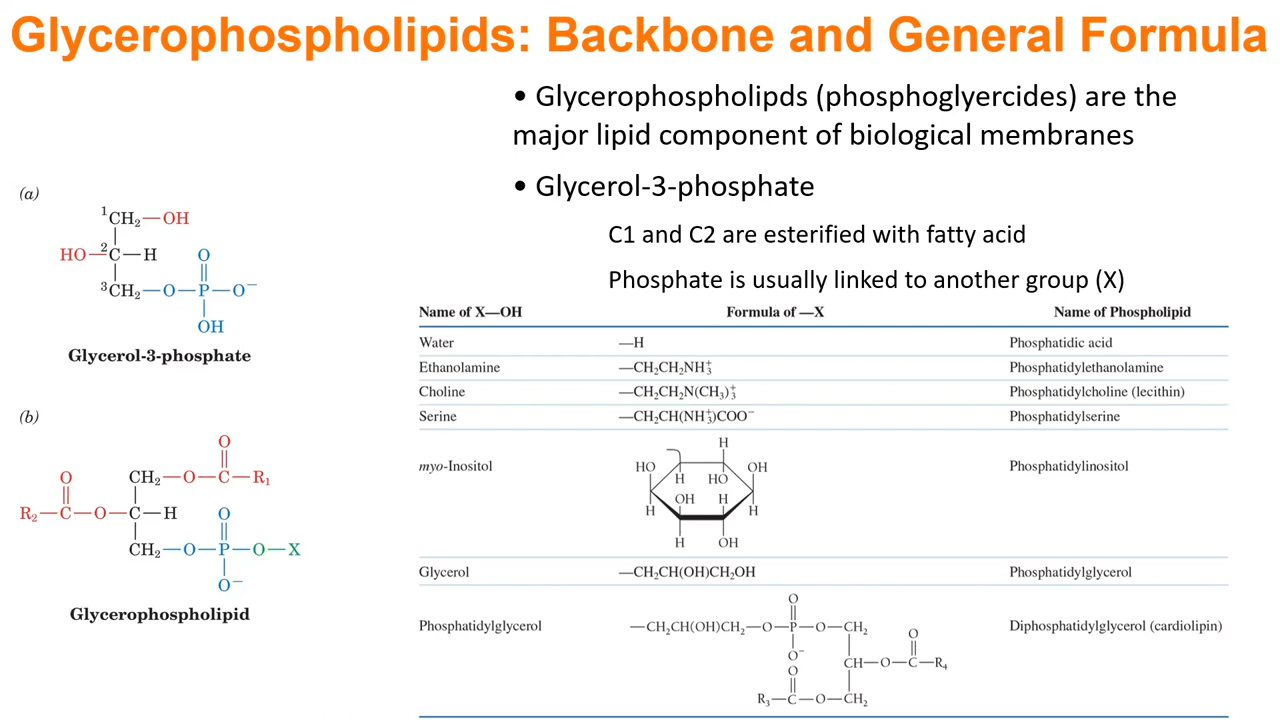 Glycerophospholipids: Backbone and General Formula
• Glycerophospholipds (phosphoglyercides) are the
major lipid component of biological membranes
• Glycerol-3-phosphate
C1 and C2 are esterified with fatty acid
Phosphate is usually linked to another group (X)
(a)
¹CH₂—OH
HO—²C—H O
³CH₂—O—P—O⁻
OH
Glycerol-3-phosphate
(b)
O
O CH₂—O—C—R₁
R₂—C—O—C—H O
CH₂—O—P—O—X
O⁻
Glycerophospholipid
Name of X—OH Formula of —X Name of Phospholipid
Water —H Phosphatidic acid
Ethanolamine —CH₂CH₂NH₃⁺ Phosphatidylethanolamine
Choline —CH₂CH₂N(CH₃)₃⁺ Phosphatidylcholine (lecithin)
Serine —CH₂CH(NH₃⁺)COO⁻ Phosphatidylserine
H
myo-Inositol HO OH Phosphatidylinositol
H HO
OH H
H H
H OH
Glycerol —CH₂CH(OH)CH₂OH Phosphatidylglycerol
O
Phosphatidylglycerol —CH₂CH(OH)CH₂—O—P—O—CH₂ Diphosphatidylglycerol (cardiolipin)
O
O⁻
CH—O—C—R₄
O
R₃—C—O—CH₂